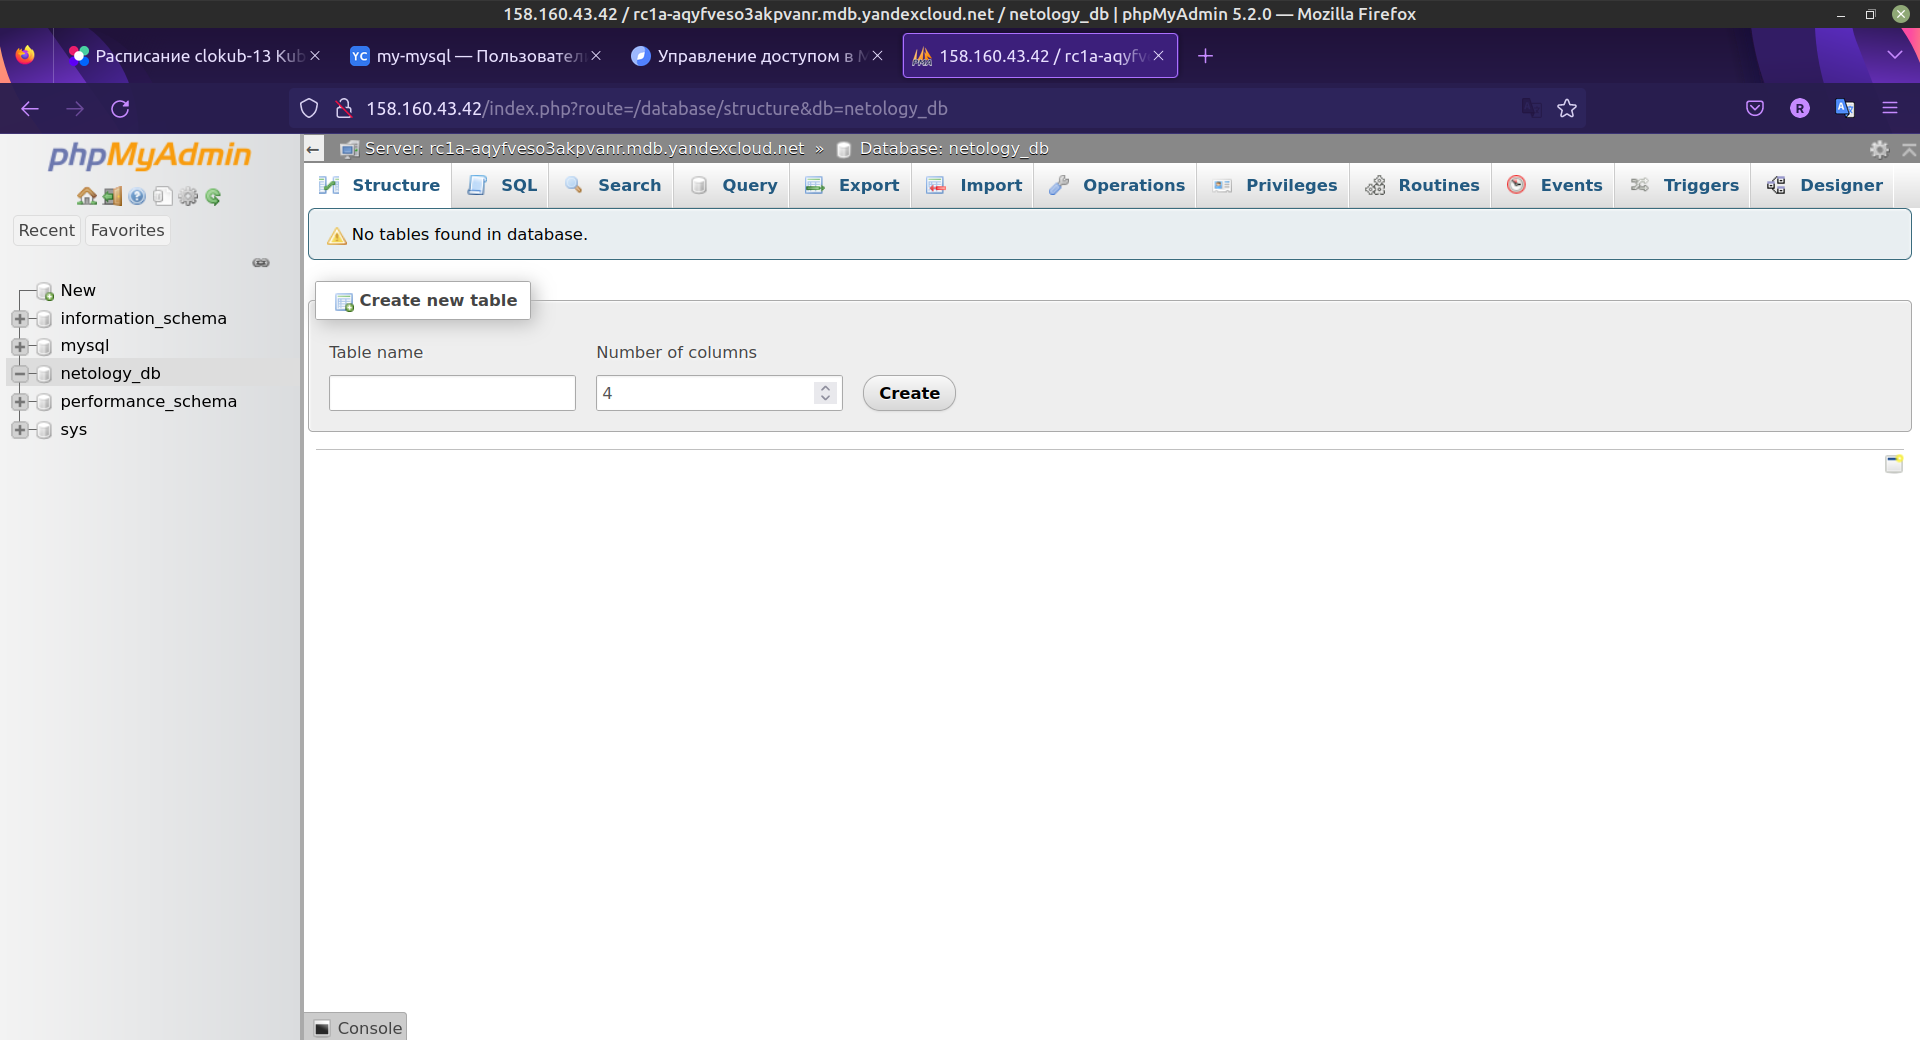 158.160.43.42 / rc1a-aqyfveso3akpvanr.mdb.yandexcloud.net / netology_db | phpMyAdmin 5.2.0 — Mozilla Firefox
Расписание clokub-13 Kub
YC my-mysql — Пользовател
Управление доступом в M
158.160.43.42 / rc1a-aqyfv
158.160.43.42/index.php?route=/database/structure&db=netology_db
R
phpMyAdmin
Recent Favorites
New
information_schema
mysql
netology_db
performance_schema
sys
Server: rc1a-aqyfveso3akpvanr.mdb.yandexcloud.net » Database: netology_db
Structure SQL Search Query Export Import Operations Privileges Routines Events Triggers Designer
No tables found in database.
Create new table
Table name Number of columns
4 Create
Console